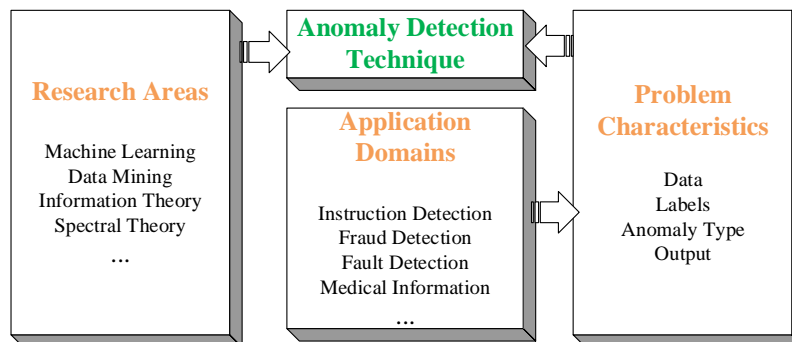 Research Areas
Machine Learning
Data Mining
Information Theory
Spectral Theory
...
Anomaly Detection
Technique
Application
Domains
Instruction Detection
Fraud Detection
Fault Detection
Medical Information
...
Problem
Characteristics
Data
Labels
Anomaly Type
Output